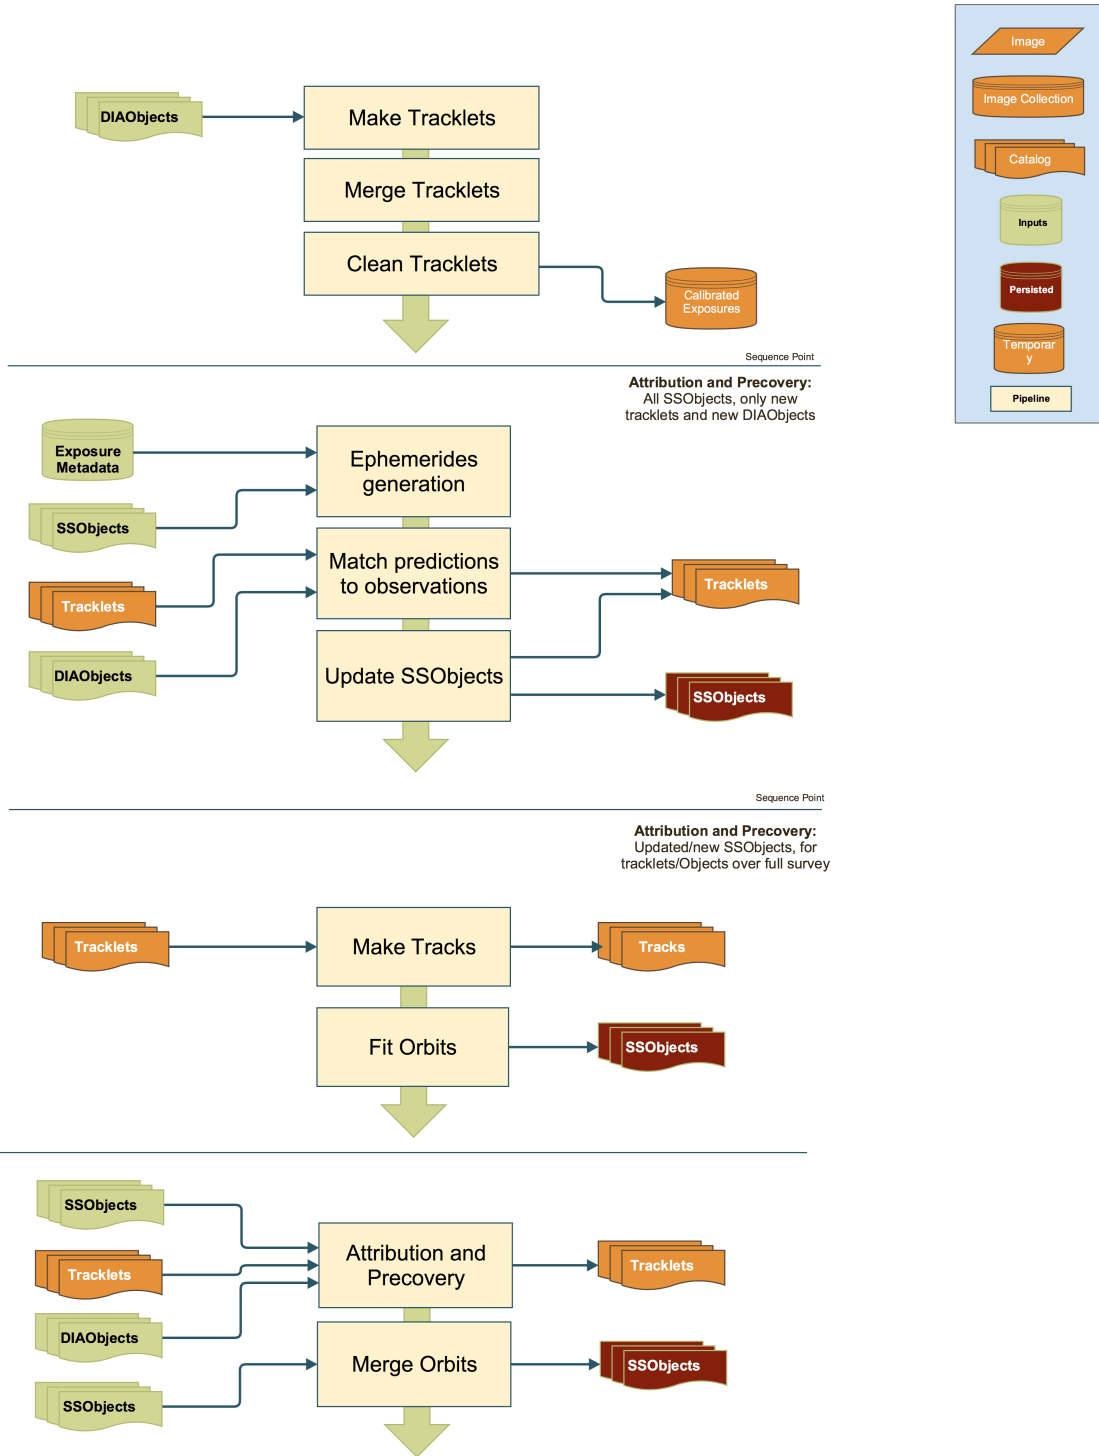 Image
Image Collection
Catalog
Inputs
Persisted
Temporar
y
Pipeline
DIAObjects
Make Tracklets
Merge Tracklets
Clean Tracklets
Calibrated
Exposures
Sequence Point
Attribution and Precovery:
All SSObjects, only new
tracklets and new DIAObjects
Exposure
Metadata
SSObjects
Tracklets
DIAObjects
Ephemerides
generation
Match predictions
to observations
Update SSObjects
Tracklets
SSObjects
Sequence Point
Attribution and Precovery:
Updated/new SSObjects, for
tracklets/Objects over full survey
Tracklets
Make Tracks
Tracks
Fit Orbits
SSObjects
SSObjects
Tracklets
DIAObjects
SSObjects
Attribution and
Precovery
Merge Orbits
Tracklets
SSObjects